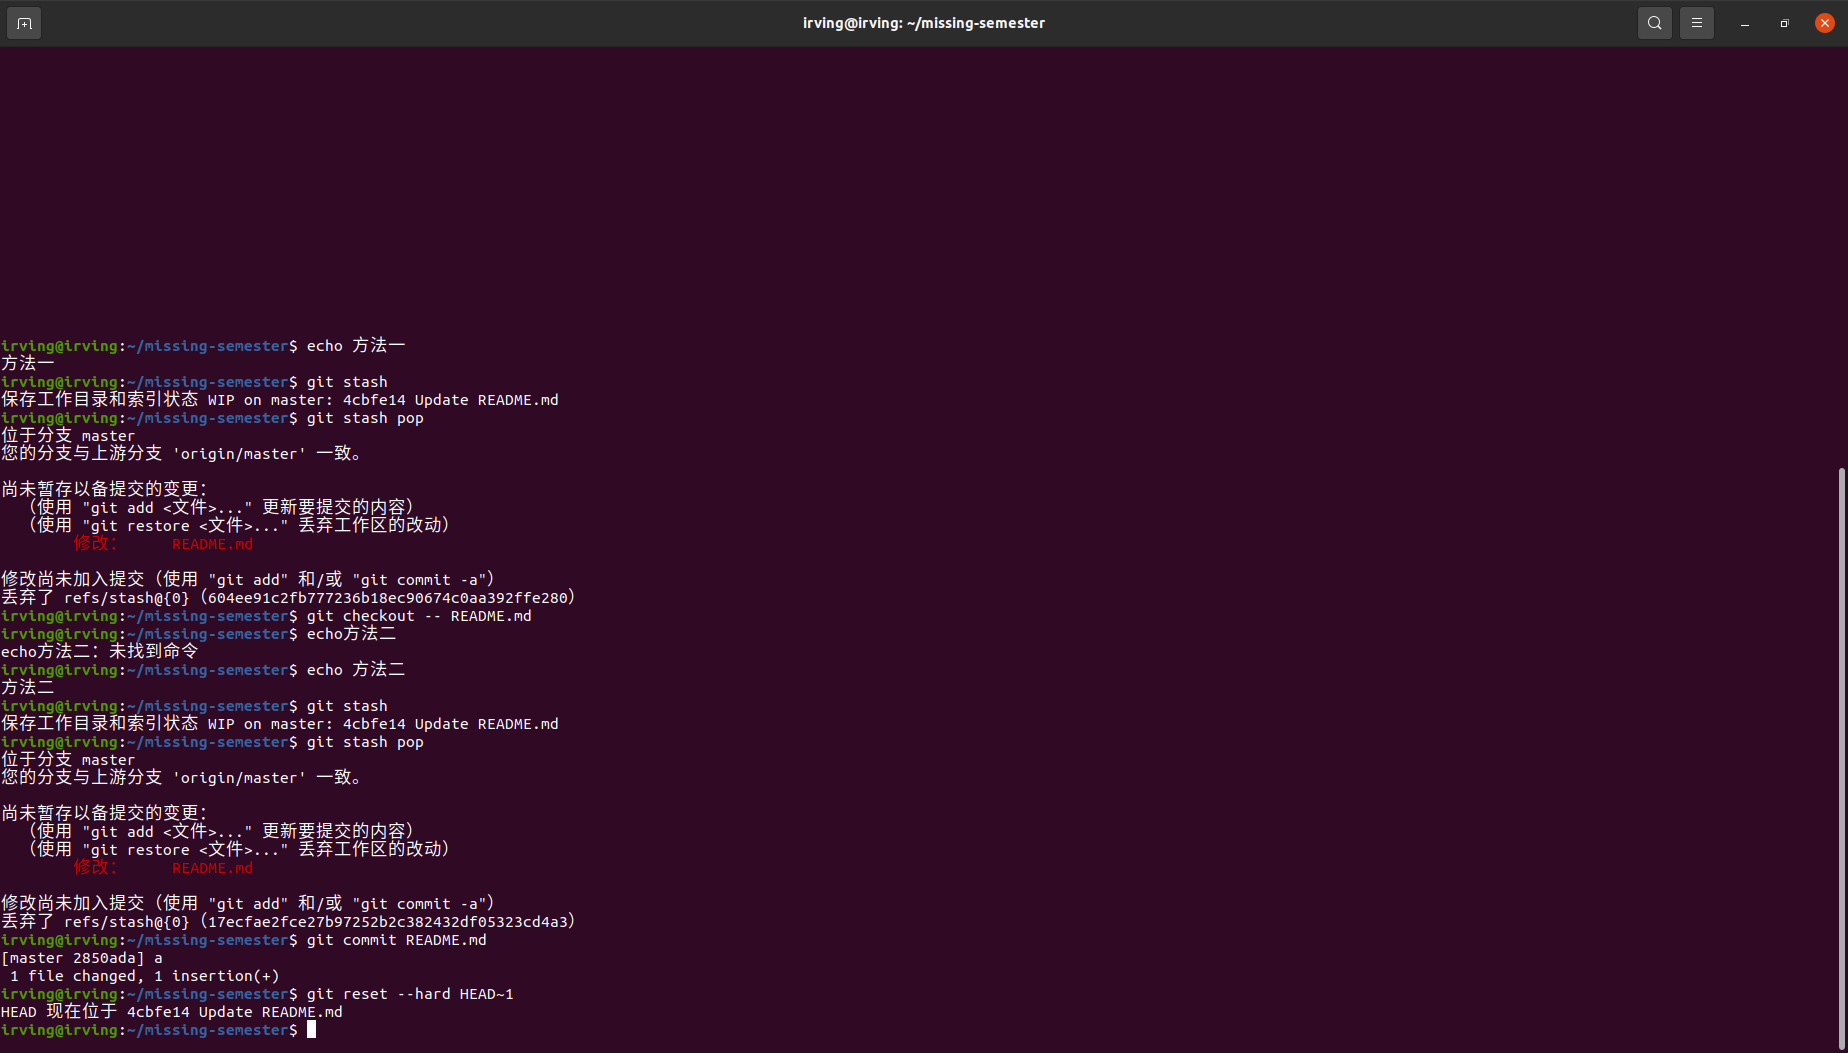 irving@irving: ~/missing-semester
irving@irving:~/missing-semester$ echo 方法一
方法一
irving@irving:~/missing-semester$ git stash
保存工作目录和索引状态 WIP on master: 4cbfe14 Update README.md
irving@irving:~/missing-semester$ git stash pop
位于分支 master
您的分支与上游分支 'origin/master' 一致。
尚未暂存以备提交的变更：
（使用 "git add <文件>..." 更新要提交的内容）
（使用 "git restore <文件>..." 丢弃工作区的改动）
修改：     README.md
修改尚未加入提交（使用 "git add" 和/或 "git commit -a"）
丢弃了 refs/stash@{0}（604ee91c2fb777236b18ec90674c0aa392ffe280）
irving@irving:~/missing-semester$ git checkout -- README.md
irving@irving:~/missing-semester$ echo方法二
echo方法二：未找到命令
irving@irving:~/missing-semester$ echo 方法二
方法二
irving@irving:~/missing-semester$ git stash
保存工作目录和索引状态 WIP on master: 4cbfe14 Update README.md
irving@irving:~/missing-semester$ git stash pop
位于分支 master
您的分支与上游分支 'origin/master' 一致。
尚未暂存以备提交的变更：
（使用 "git add <文件>..." 更新要提交的内容）
（使用 "git restore <文件>..." 丢弃工作区的改动）
修改：     README.md
修改尚未加入提交（使用 "git add" 和/或 "git commit -a"）
丢弃了 refs/stash@{0}（17ecfae2fce27b97252b2c382432df05323cd4a3）
irving@irving:~/missing-semester$ git commit README.md
[master 2850ada] a
 1 file changed, 1 insertion(+)
irving@irving:~/missing-semester$ git reset --hard HEAD~1
HEAD 现在位于 4cbfe14 Update README.md
irving@irving:~/missing-semester$